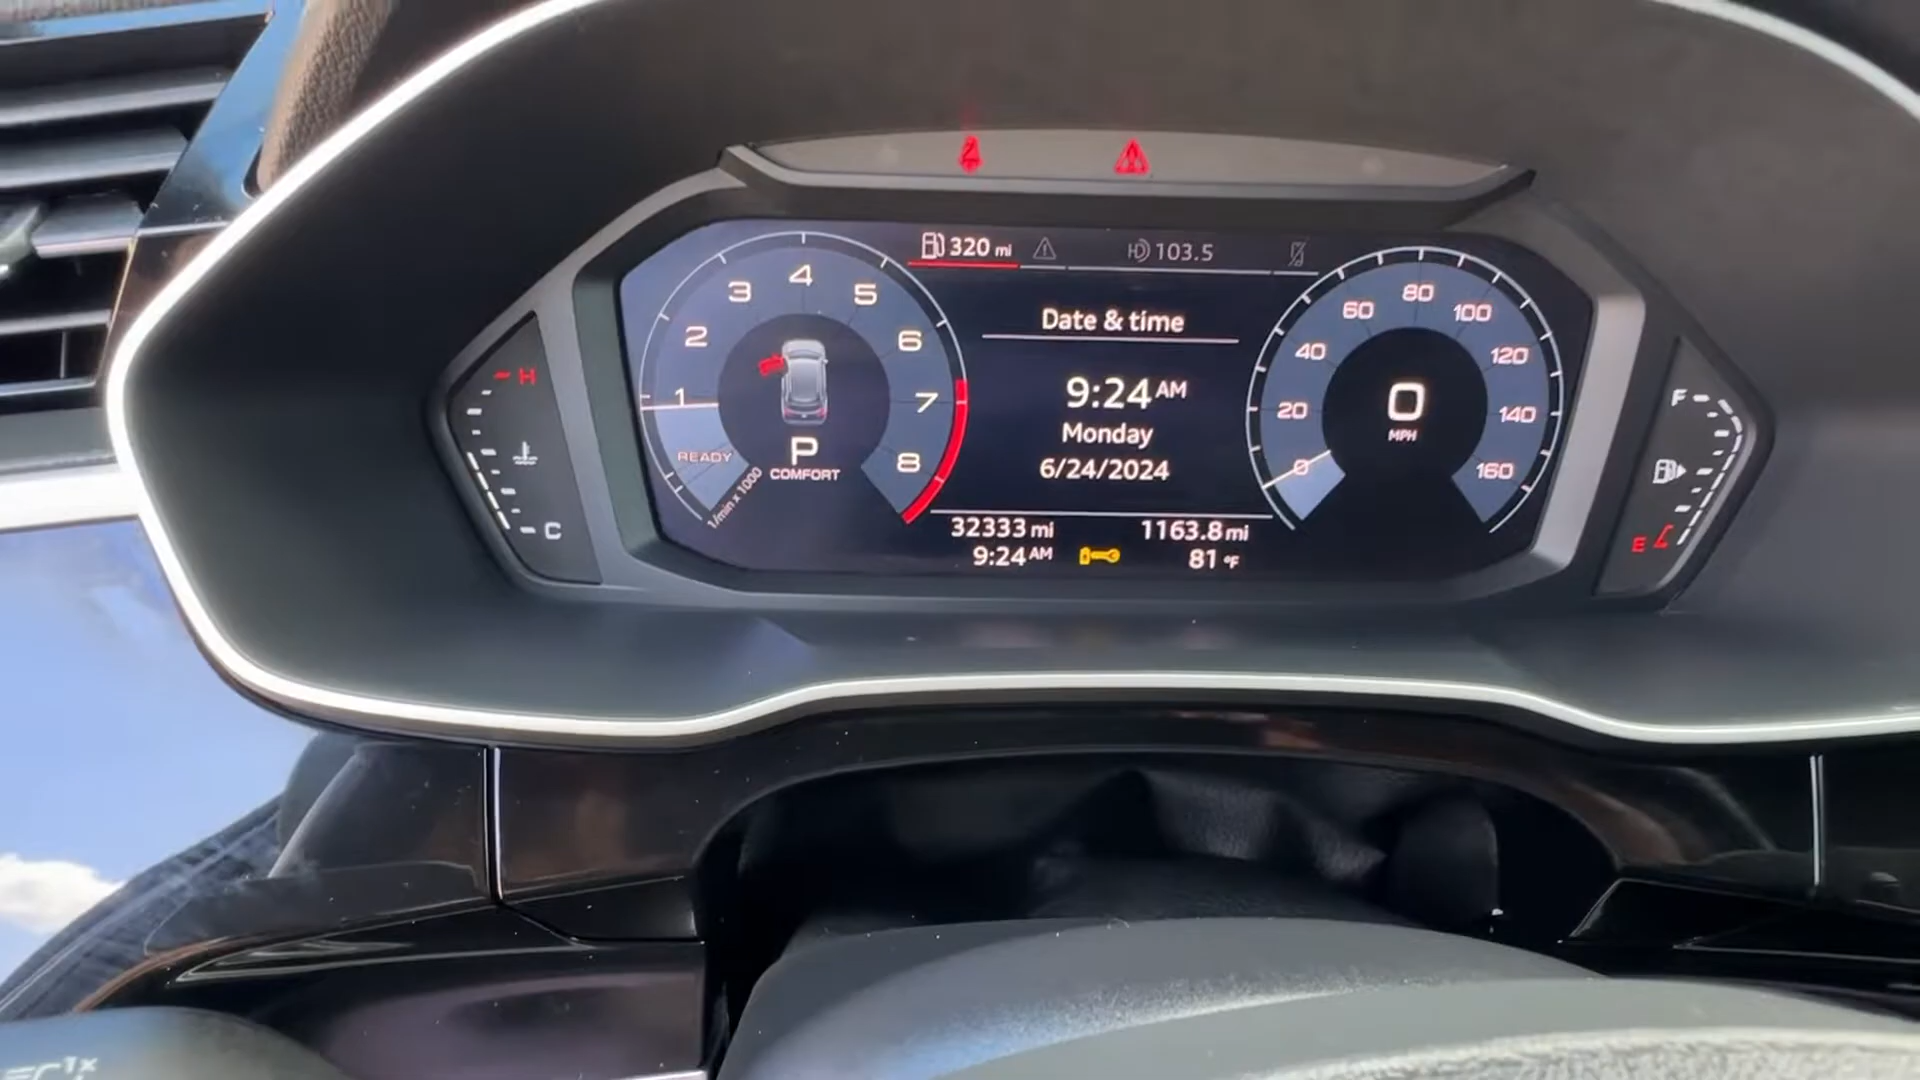 320 mi
103.5
Date & time
9:24 AM
Monday
6/24/2024
32333 mi
1163.8 mi
9:24 AM
81 °F
1
2
3
4
5
6
7
8
READY
1/min x 1000
P
COMFORT
0
20
40
60
80
100
120
140
160
0
MPH
H
C
F
E